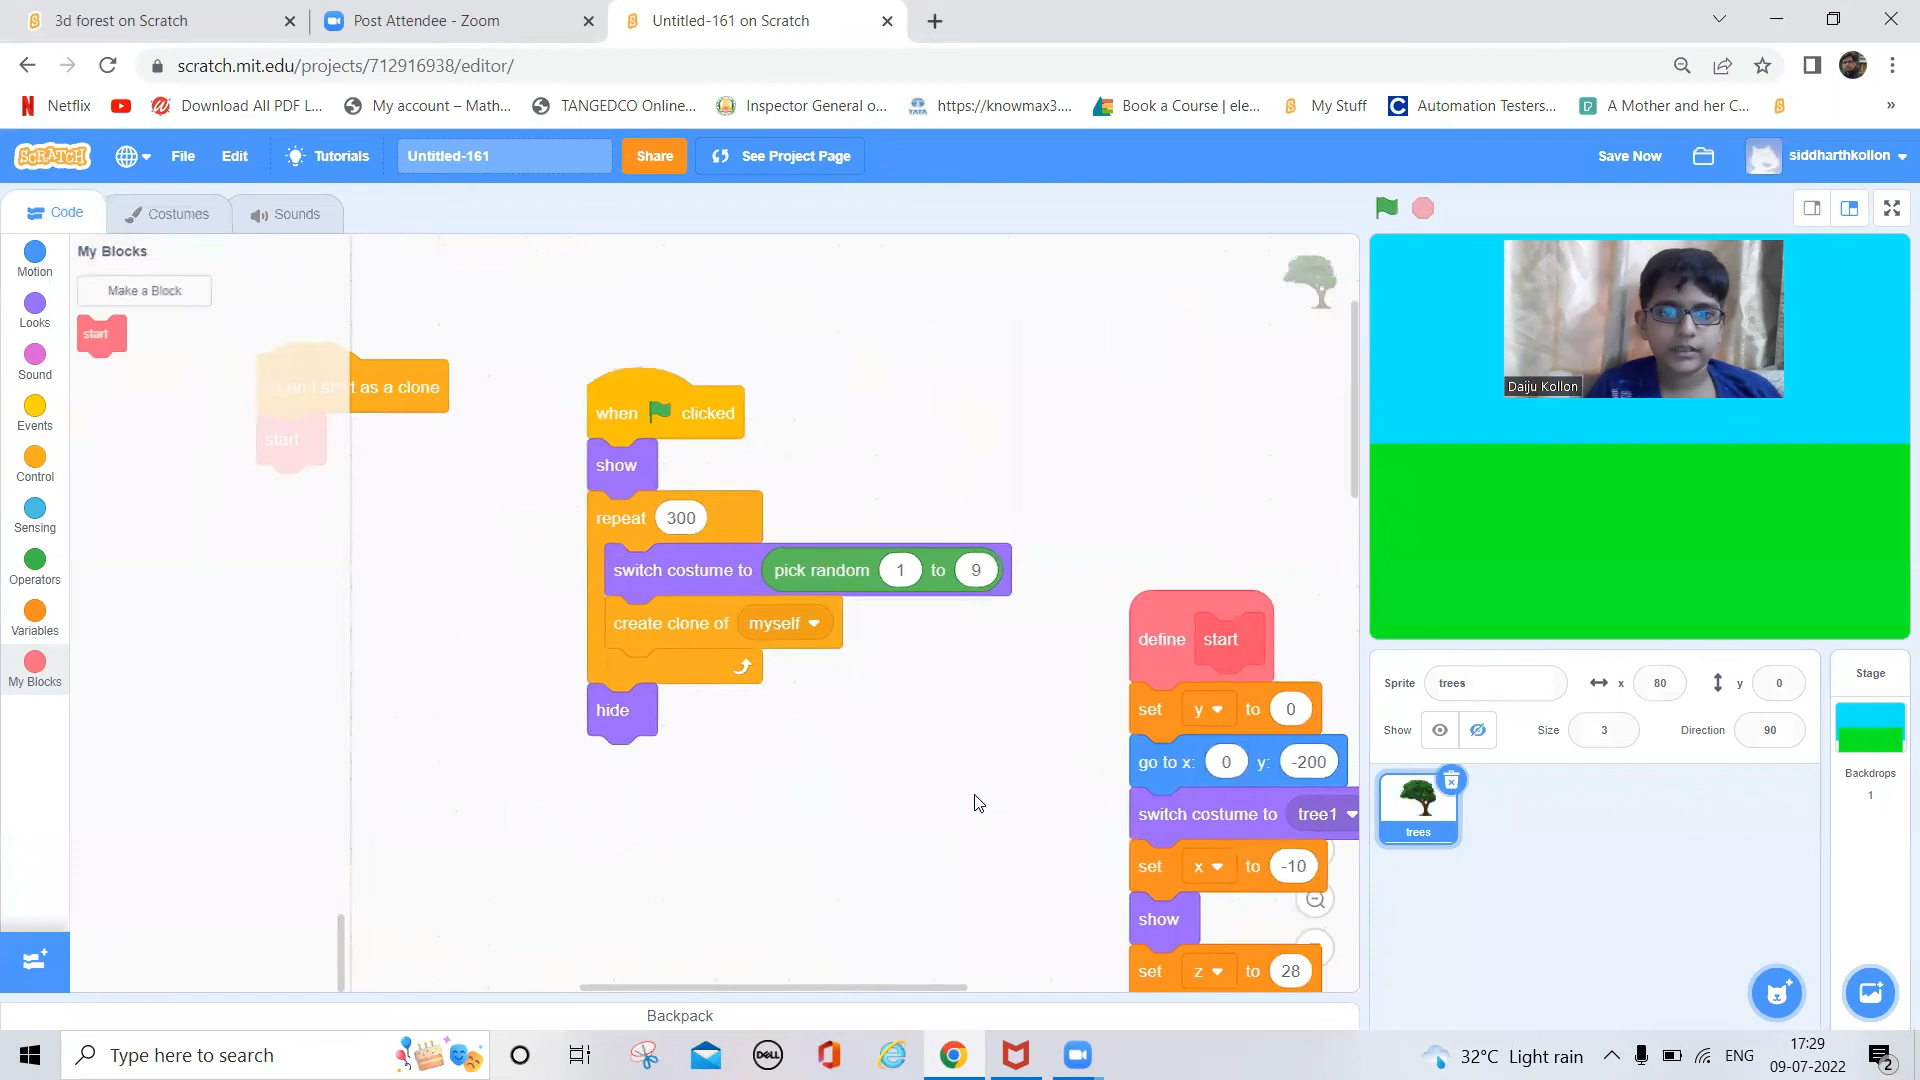 3d forest on Scratch
Post Attendee - Zoom
Untitled-161 on Scratch
scratch.mit.edu/projects/712916938/editor/
Netflix
Download All PDF L...
My account – Math...
TANGEDCO Online...
Inspector General o...
https://knowmax3....
Book a Course | ele...
My Stuff
Automation Testers...
A Mother and her C...
»
SCRATCH
File
Edit
Tutorials
Untitled-161
Share
See Project Page
Save Now
siddharthkollon
Code
Costumes
Sounds
Motion
Looks
Sound
Events
Control
Sensing
Operators
Variables
My Blocks
My Blocks
Make a Block
start
when I start as a clone
start
when clicked
show
repeat 300
switch costume to pick random 1 to 9
create clone of myself
hide
define start
set y to 0
go to x: 0 y: -200
switch costume to tree1
set x to -10
show
set z to 28
Backpack
Daiju Kollon
Sprite trees x 80 y 0
Show Size 3 Direction 90
trees
Stage
Backdrops
1
Type here to search
DELL
32°C Light rain
ENG
17:29
09-07-2022
2